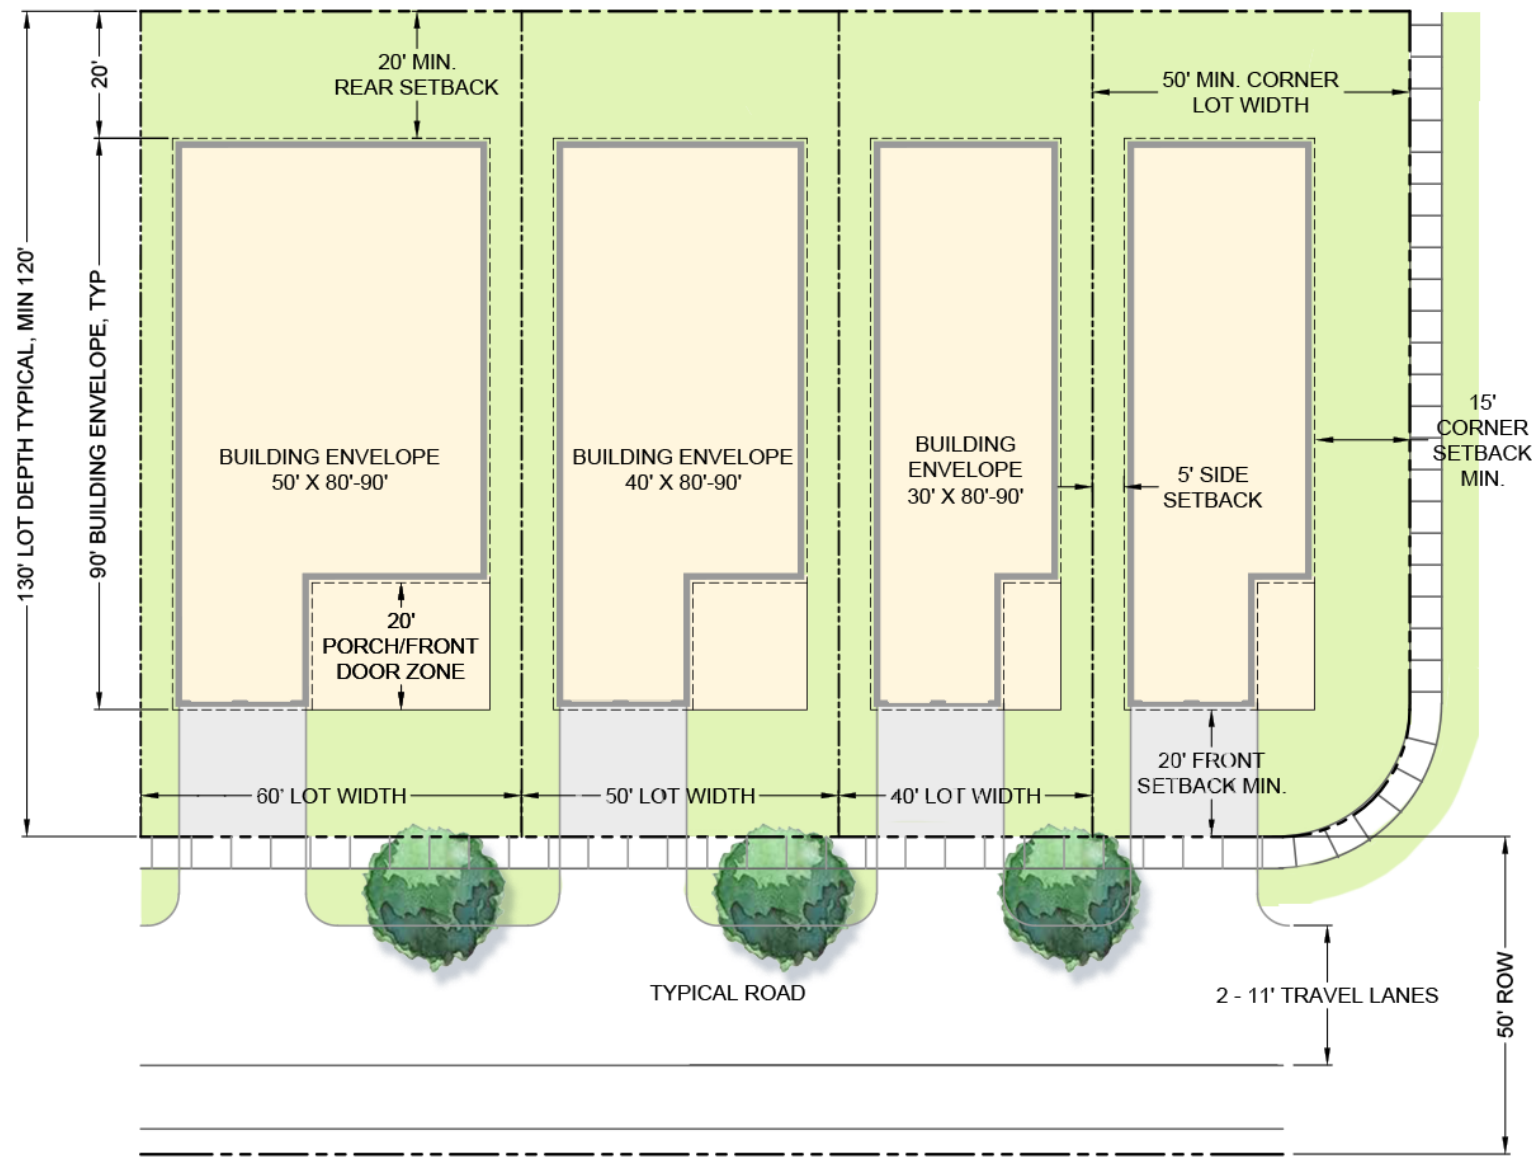 20' MIN.
REAR SETBACK
50' MIN. CORNER
LOT WIDTH
20'
130' LOT DEPTH TYPICAL, MIN 120'
90' BUILDING ENVELOPE, TYP
BUILDING ENVELOPE
50' X 80'-90'
BUILDING ENVELOPE
40' X 80'-90'
BUILDING
ENVELOPE
30' X 80'-90'
5' SIDE
SETBACK
15'
CORNER
SETBACK
MIN.
20'
PORCH/FRONT
DOOR ZONE
20' FRONT
SETBACK MIN.
60' LOT WIDTH
50' LOT WIDTH
40' LOT WIDTH
TYPICAL ROAD
2 - 11' TRAVEL LANES
50' ROW